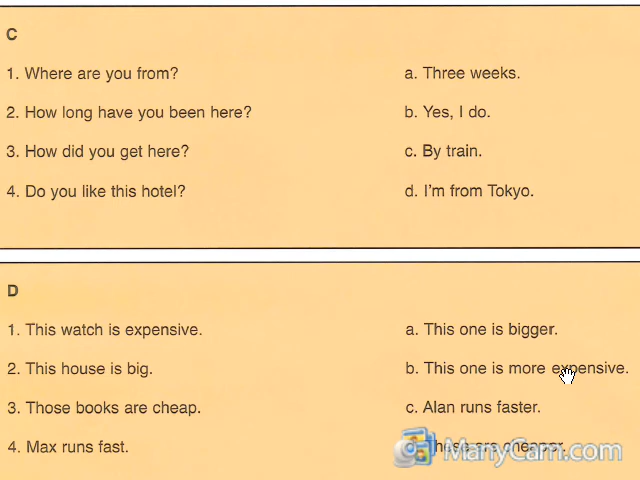 C
1. Where are you from? a. Three weeks.
2. How long have you been here? b. Yes, I do.
3. How did you get here? c. By train.
4. Do you like this hotel? d. I'm from Tokyo.
D
1. This watch is expensive. a. This one is bigger.
2. This house is big. b. This one is more expensive.
3. Those books are cheap. c. Alan runs faster.
4. Max runs fast. d. These are cheaper.
ManyCam.com